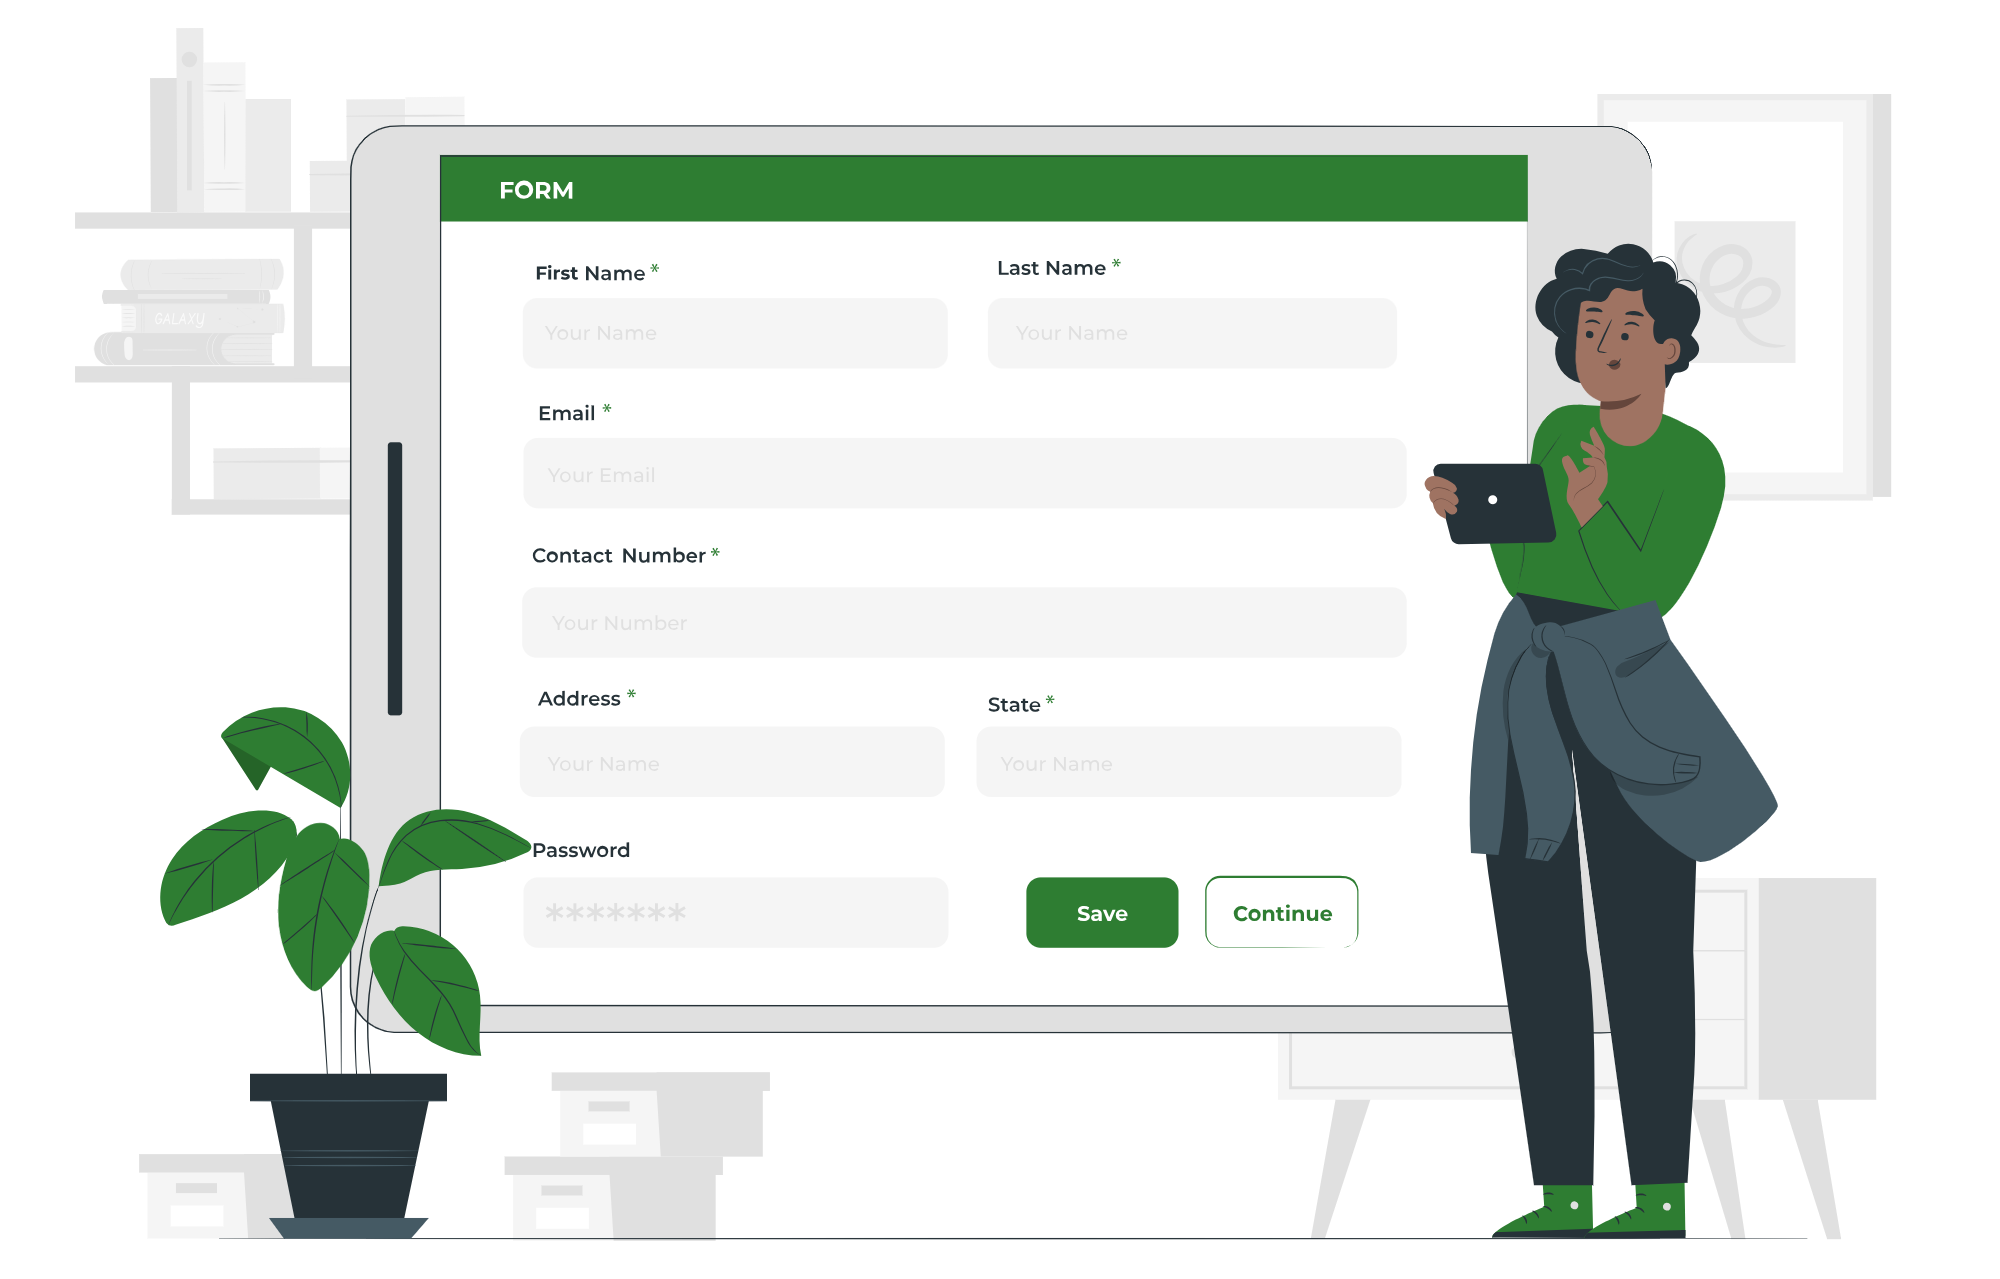 FORM
First Name *
Last Name *
Your Name
Your Name
Email *
Your Email
Contact Number *
Your Number
Address *
State *
Your Name
Your Name
Password
*******
Save
Continue
GALAXY